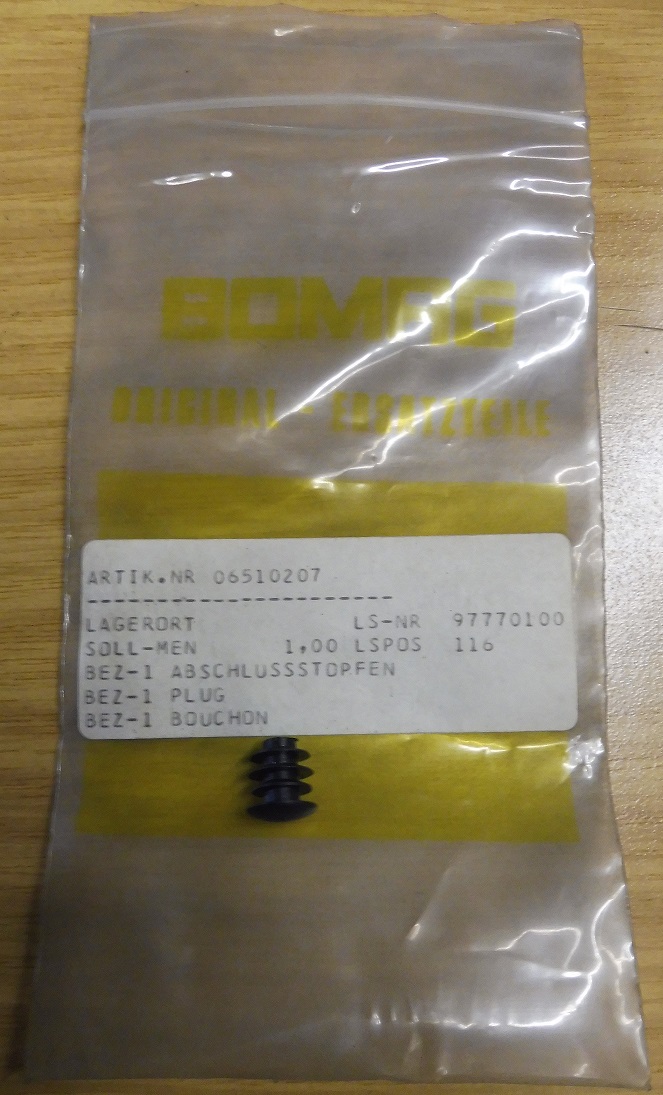 BOMAG
ORIGINAL - ERSATZTEILE
ARTIK.NR 06510207
-----------------------
LAGERORT LS-NR 97770100
SOLL-MEN 1,00 LSPOS 116
BEZ-1 ABSCHLUSSSTOPFEN
BEZ-1 PLUG
BEZ-1 BOUCHON